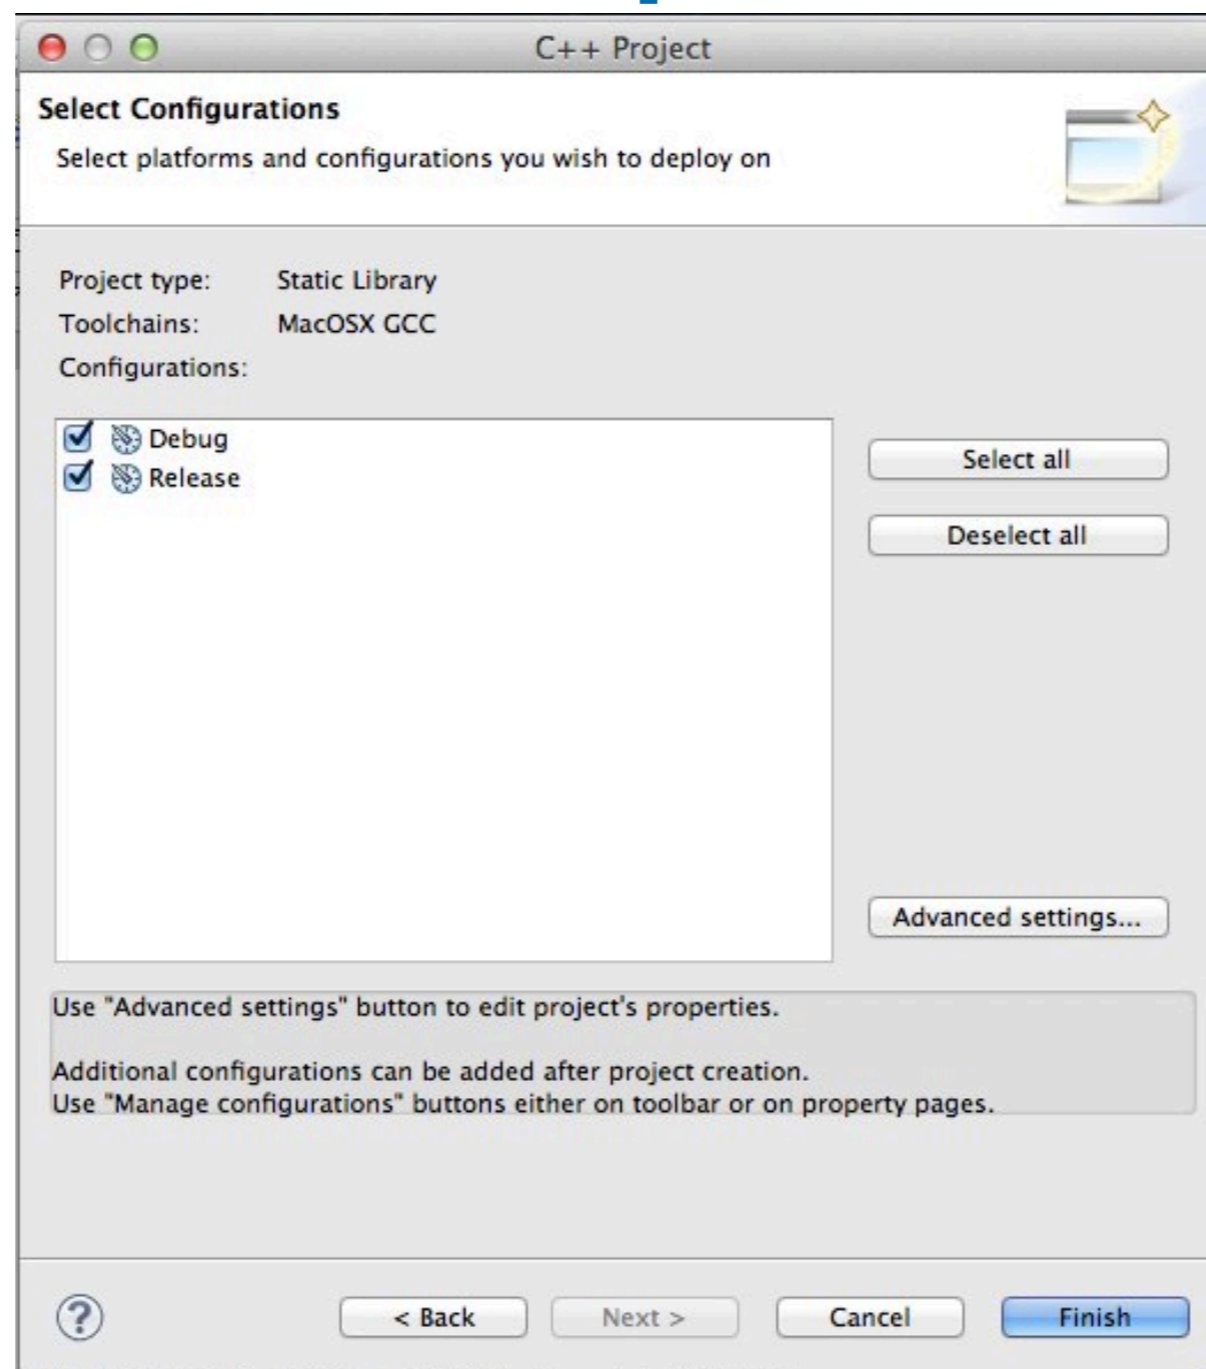 C++ Project
Select Configurations
Select platforms and configurations you wish to deploy on
Project type: Static Library
Toolchains: MacOSX GCC
Configurations:
Debug
Release
Select all
Deselect all
Advanced settings...
Use "Advanced settings" button to edit project's properties.
Additional configurations can be added after project creation.
Use "Manage configurations" buttons either on toolbar or on property pages.
?
< Back Next > Cancel Finish